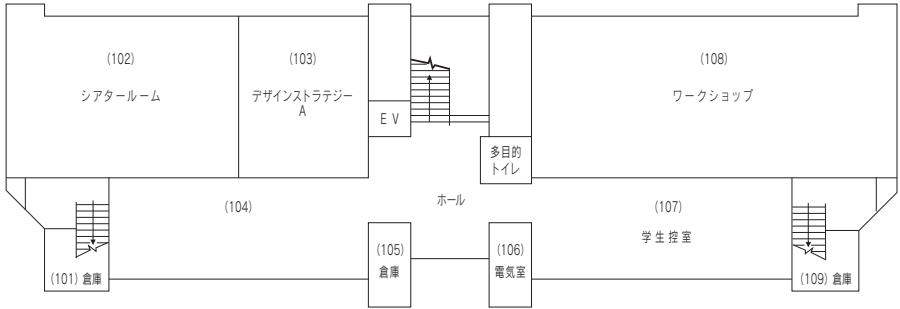 (102)
シアタールーム
(103)
デザインストラテジー
A
(108)
ワークショップ
EV
多目的
トイレ
(104)
ホール
(107)
学生控室
(101) 倉庫
(105)
倉庫
(106)
電気室
(109) 倉庫